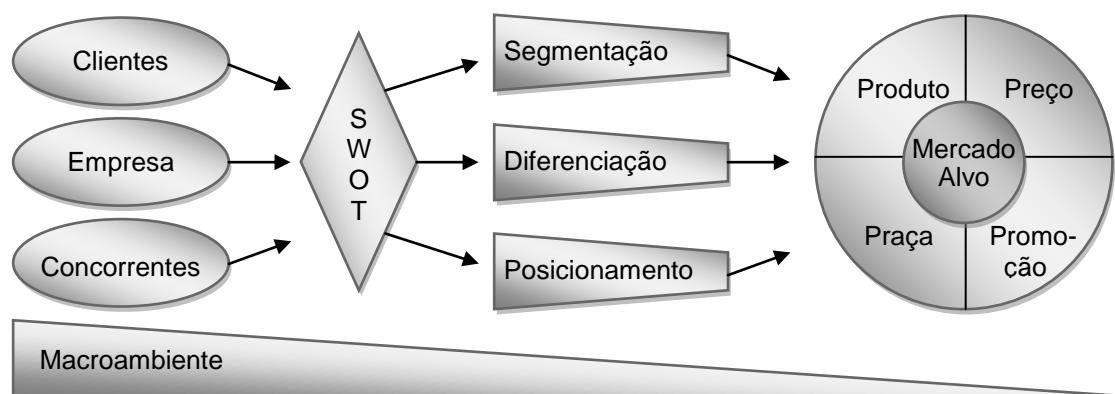 Clientes
Empresa
Concorrentes
S
W
O
T
Segmentação
Diferenciação
Posicionamento
Produto
Preço
Mercado
Alvo
Praça
Promo-
ção
Macroambiente